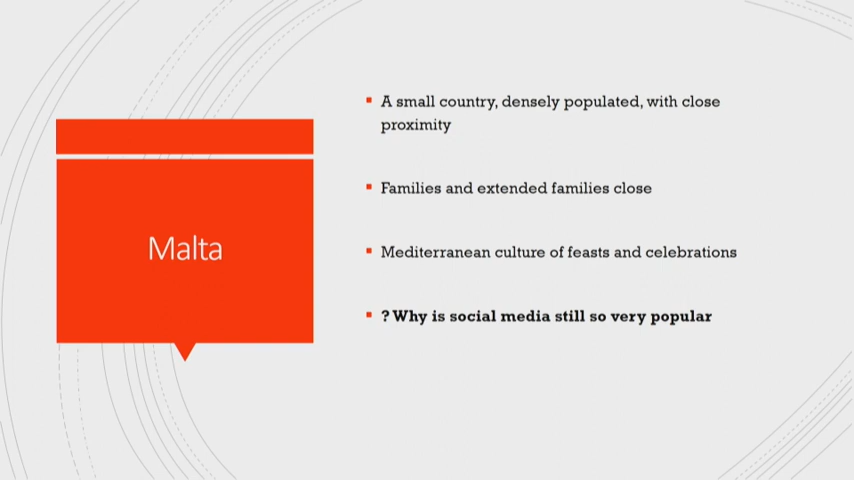 Malta
A small country, densely populated, with close
proximity
Families and extended families close
Mediterranean culture of feasts and celebrations
? Why is social media still so very popular